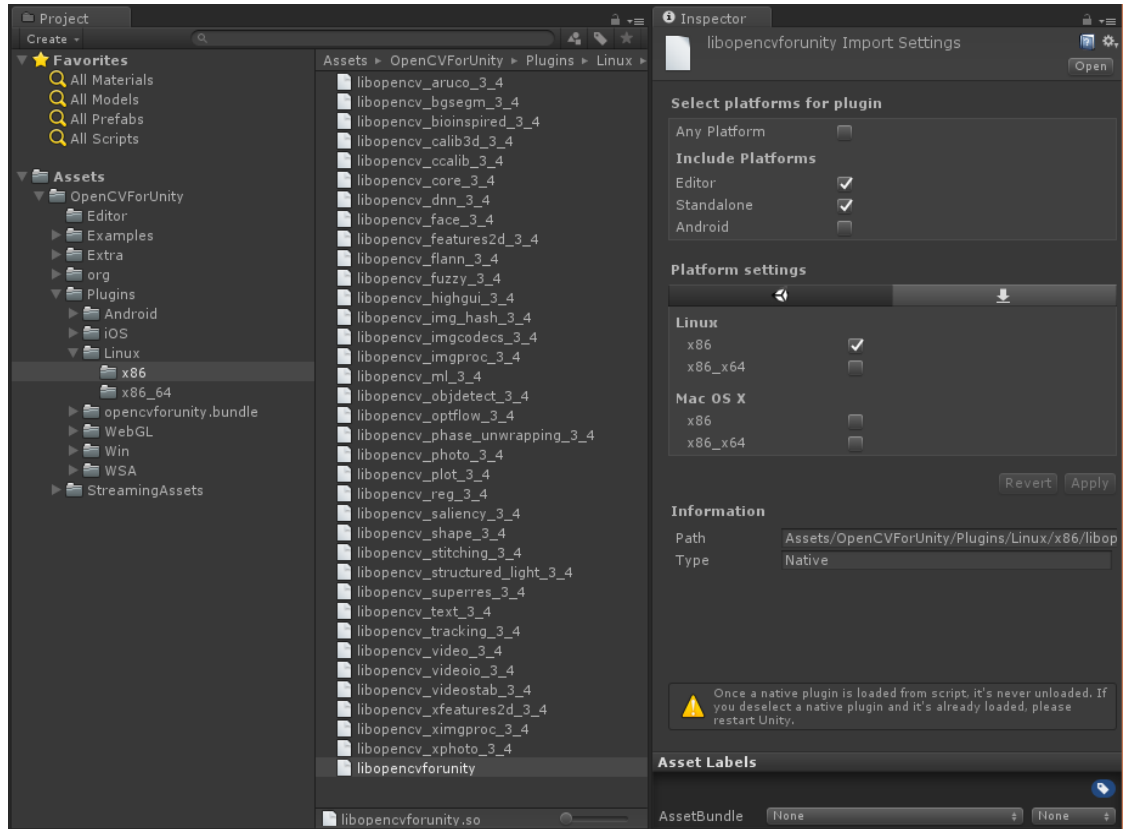 Project
Create
Favorites
All Materials
All Models
All Prefabs
All Scripts
Assets
OpenCVForUnity
Editor
Examples
Extra
org
Plugins
Android
iOS
Linux
x86
x86_64
opencvforunity.bundle
WebGL
Win
WSA
StreamingAssets
Assets ▸ OpenCVForUnity ▸ Plugins ▸ Linux ▸
libopencv_aruco_3_4
libopencv_bgsegm_3_4
libopencv_bioinspired_3_4
libopencv_calib3d_3_4
libopencv_ccalib_3_4
libopencv_core_3_4
libopencv_dnn_3_4
libopencv_face_3_4
libopencv_features2d_3_4
libopencv_flann_3_4
libopencv_fuzzy_3_4
libopencv_highgui_3_4
libopencv_img_hash_3_4
libopencv_imgcodecs_3_4
libopencv_imgproc_3_4
libopencv_ml_3_4
libopencv_objdetect_3_4
libopencv_optflow_3_4
libopencv_phase_unwrapping_3_4
libopencv_photo_3_4
libopencv_plot_3_4
libopencv_reg_3_4
libopencv_saliency_3_4
libopencv_shape_3_4
libopencv_stitching_3_4
libopencv_structured_light_3_4
libopencv_superres_3_4
libopencv_text_3_4
libopencv_tracking_3_4
libopencv_video_3_4
libopencv_videoio_3_4
libopencv_videostab_3_4
libopencv_xfeatures2d_3_4
libopencv_ximgproc_3_4
libopencv_xphoto_3_4
libopencvforunity
libopencvforunity.so
Inspector
libopencvforunity Import Settings
Open
Select platforms for plugin
Any Platform
Include Platforms
Editor
Standalone
Android
Platform settings
Linux
x86
x86_x64
Mac OS X
x86
x86_x64
Revert Apply
Information
Path Assets/OpenCVForUnity/Plugins/Linux/x86/libop
Type Native
Once a native plugin is loaded from script, it's never unloaded. If
you deselect a native plugin and it's already loaded, please
restart Unity.
Asset Labels
AssetBundle None None